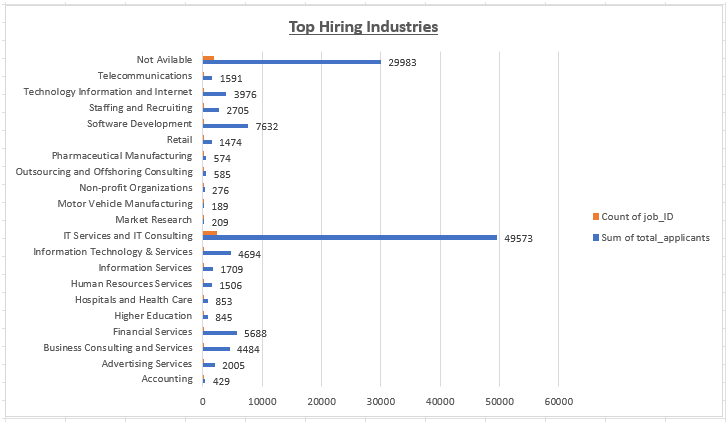 Top Hiring Industries
Not Avilable 29983
Telecommunications 1591
Technology Information and Internet 3976
Staffing and Recruiting 2705
Software Development 7632
Retail 1474
Pharmaceutical Manufacturing 574
Outsourcing and Offshoring Consulting 585
Non-profit Organizations 276
Motor Vehicle Manufacturing 189
Market Research 209
IT Services and IT Consulting 49573
Information Technology & Services 4694
Information Services 1709
Human Resources Services 1506
Hospitals and Health Care 853
Higher Education 845
Financial Services 5688
Business Consulting and Services 4484
Advertising Services 2005
Accounting 429
0 10000 20000 30000 40000 50000 60000
Count of job_ID
Sum of total_applicants